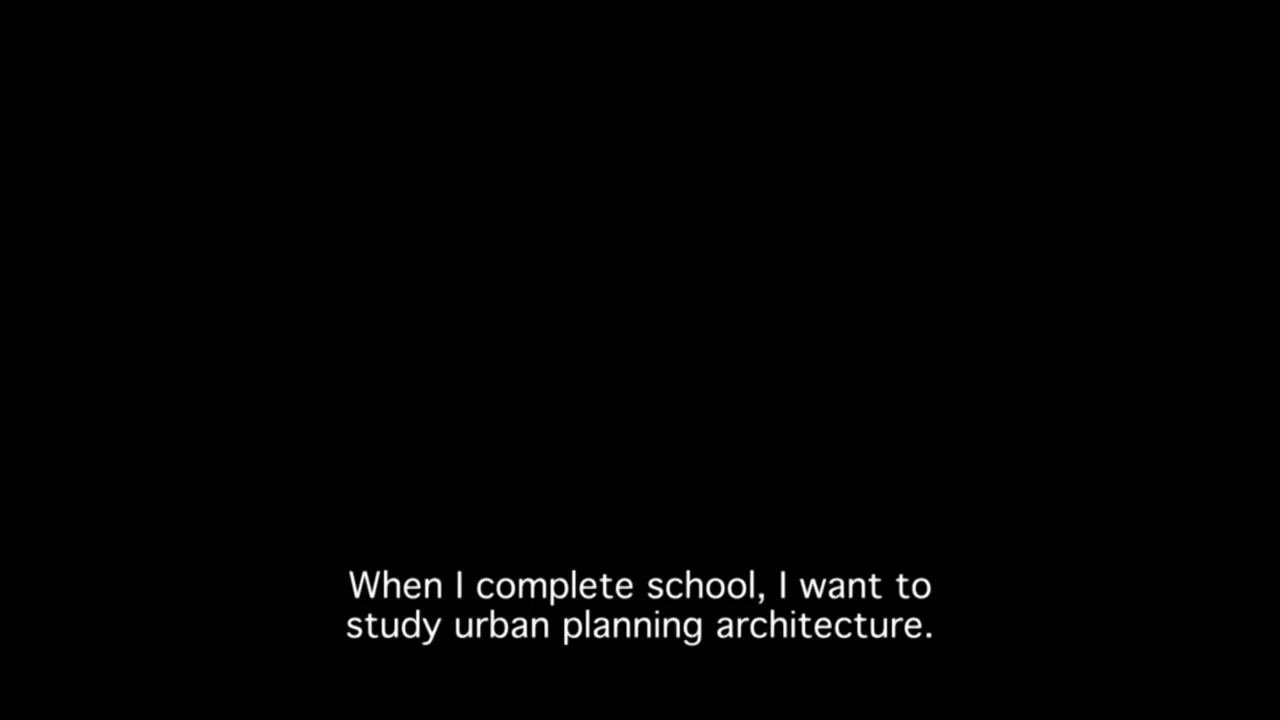 When I complete school, I want to
study urban planning architecture.